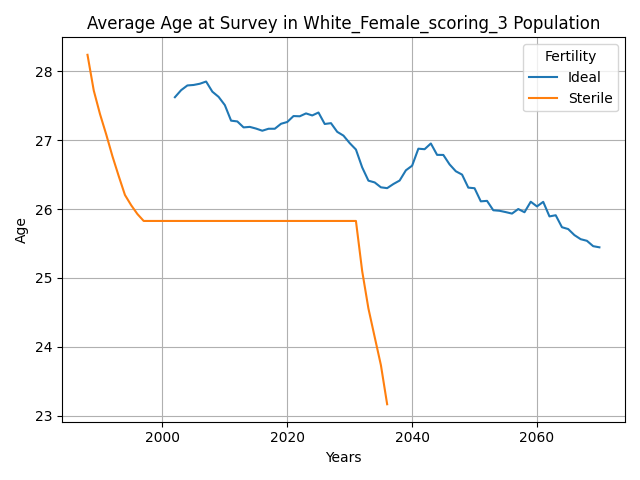 Average Age at Survey in White_Female_scoring_3 Population
Fertility
Ideal
Sterile
28
27
26
25
24
23
Age
2000
2020
2040
2060
Years